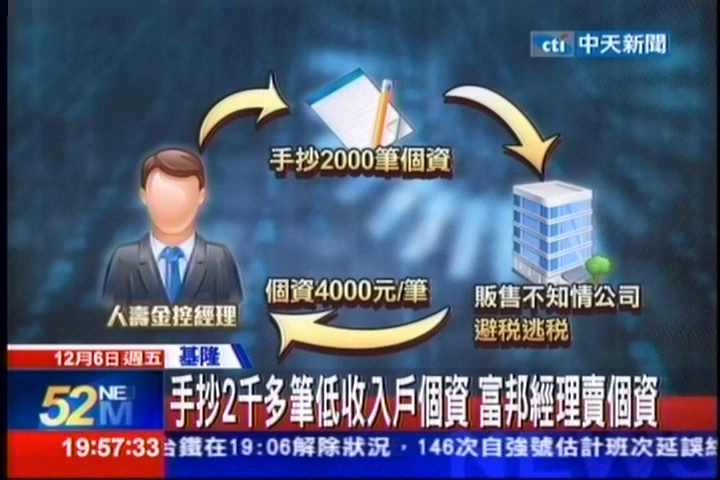 cti 中天新聞
手抄2000筆個資
人壽金控經理
個資4000元/筆
販售不知情公司
避稅逃稅
12月6日週五 基隆
52 NE
M
手抄2千多筆低收入戶個資 富邦經理賣個資
19:57:33
台鐵在19:06解除狀況，146次自強號估計班次延誤
NEWS